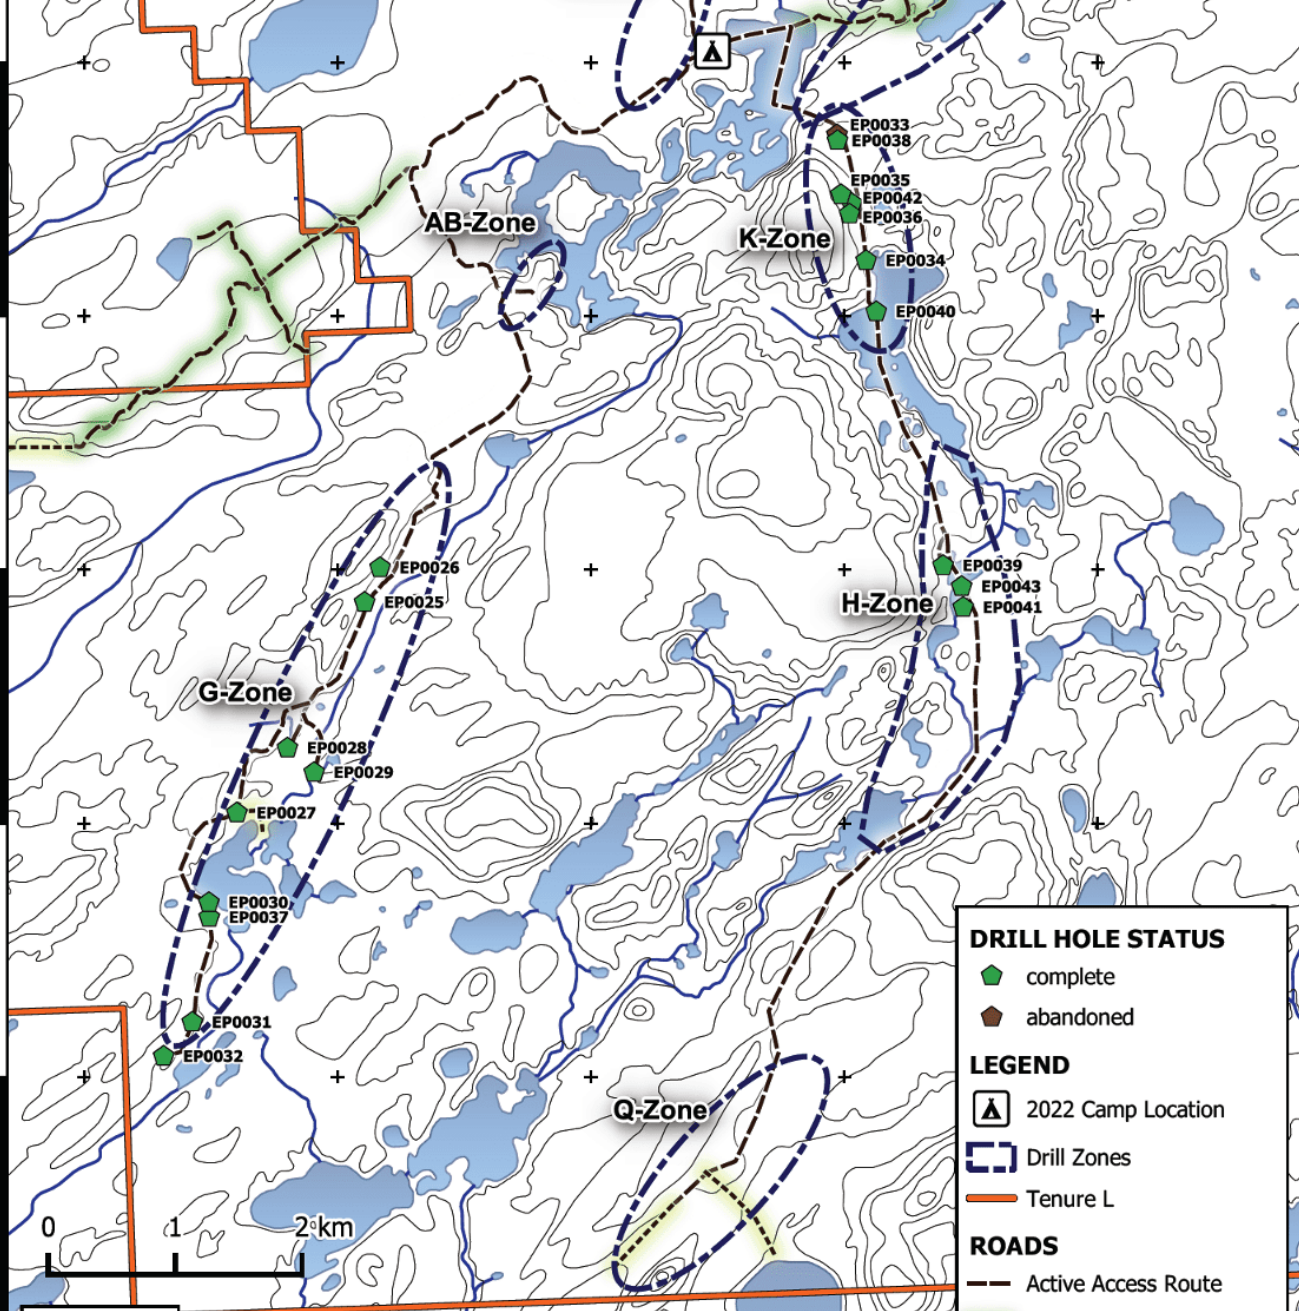 EP0033
EP0038
EP0035
EP0042
EP0036
AB-Zone
K-Zone
EP0034
EP0040
EP0026
EP0039
EP0043
EP0025
H-Zone
EP0041
G-Zone
EP0028
EP0029
EP0027
EP0030
EP0037
EP0031
EP0032
Q-Zone
0 1 2 km
DRILL HOLE STATUS
complete
abandoned
LEGEND
2022 Camp Location
Drill Zones
Tenure L
ROADS
Active Access Route